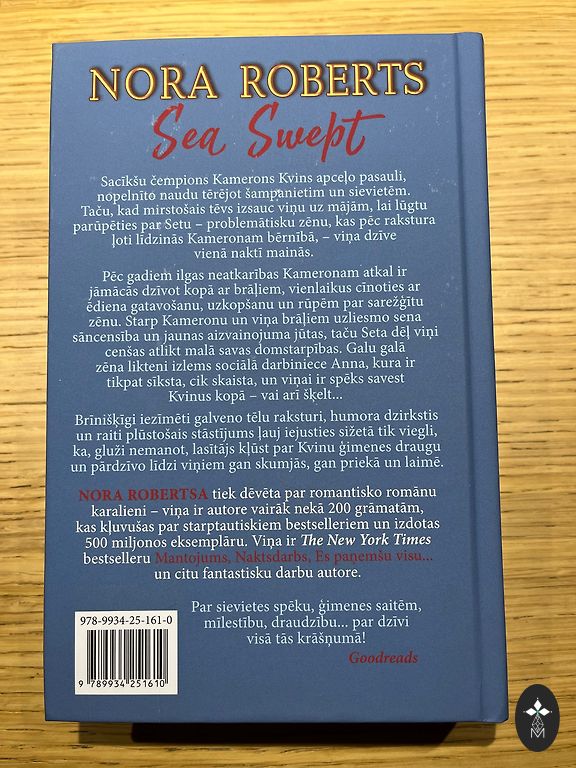 NORA ROBERTS
Sea Swept
Sacīkšu čempions Kamerons Kvins apceļo pasauli,
nopelnīto naudu tērējot šampanietim un sievietēm.
Taču, kad mirstošais tēvs izsauc viņu uz mājām, lai lūgtu
parūpēties par Setu – problemātisku zēnu, kas pēc rakstura
ļoti līdzinās Kameronam bērnībā, – viņa dzīve
vienā naktī mainās.
Pēc gadiem ilgas neatkarības Kameronam atkal ir
jāmācās dzīvot kopā ar brāļiem, vienlaikus cīnoties ar
ēdiena gatavošanu, uzkopšanu un rūpēm par sarežģītu
zēnu. Starp Kameronu un viņa brāļiem uzliesmo sena
sāncensība un jaunas aizvainojuma jūtas, taču Seta dēļ viņi
cenšas atlikt malā savas domstarpības. Galu galā
zēna likteni izlems sociālā darbiniece Anna, kura ir
tikpat sīksta, cik skaista, un viņai ir spēks savest
Kvinus kopā – vai arī šķelt...
Brīnišķīgi iezīmēti galveno tēlu raksturi, humora dzirkstis
un raiti plūstošais stāstījums ļauj iejusties sižetā tik viegli,
ka, gluži nemanot, lasītājs kļūst par Kvinu ģimenes draugu
un pārdzīvo līdzi viņiem gan skumjās, gan priekā un laimē.
NORA ROBERTSA tiek dēvēta par romantisko romānu
karalieni – viņa ir autore vairāk nekā 200 grāmatām,
kas kļuvušas par starptautiskiem bestselleriem un izdotas
500 miljonos eksemplāru. Viņa ir The New York Times
bestselleru Mantojums, Naktsdarbs, Es paņemšu visu...
un citu fantastisku darbu autore.
Par sievietes spēku, ģimenes saitēm,
mīlestību, draudzību... par dzīvi
visā tās krāšņumā!
Goodreads
978-9934-25-161-0
9 789934 251610
M